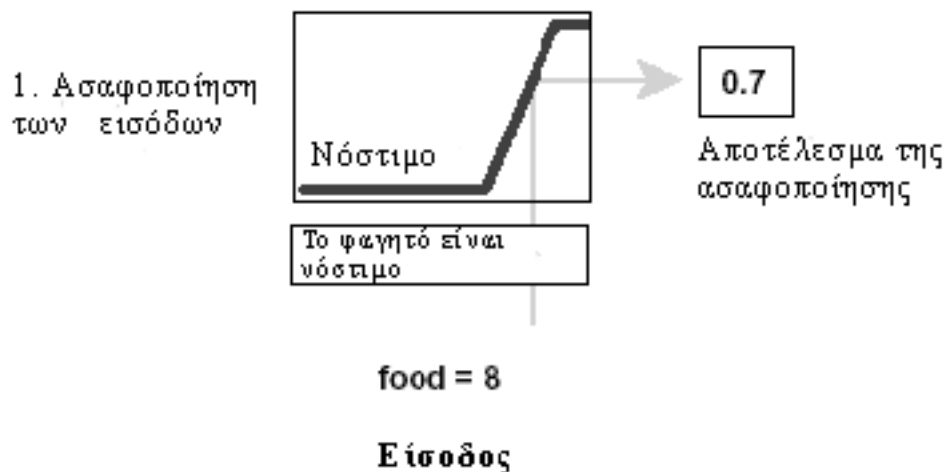 1. Ασαφοποίηση
των εισόδων
Νόστιμο
0.7
Αποτέλεσμα της
ασαφοποίησης
Το φαγητό είναι
νόστιμο
food = 8
Είσοδος